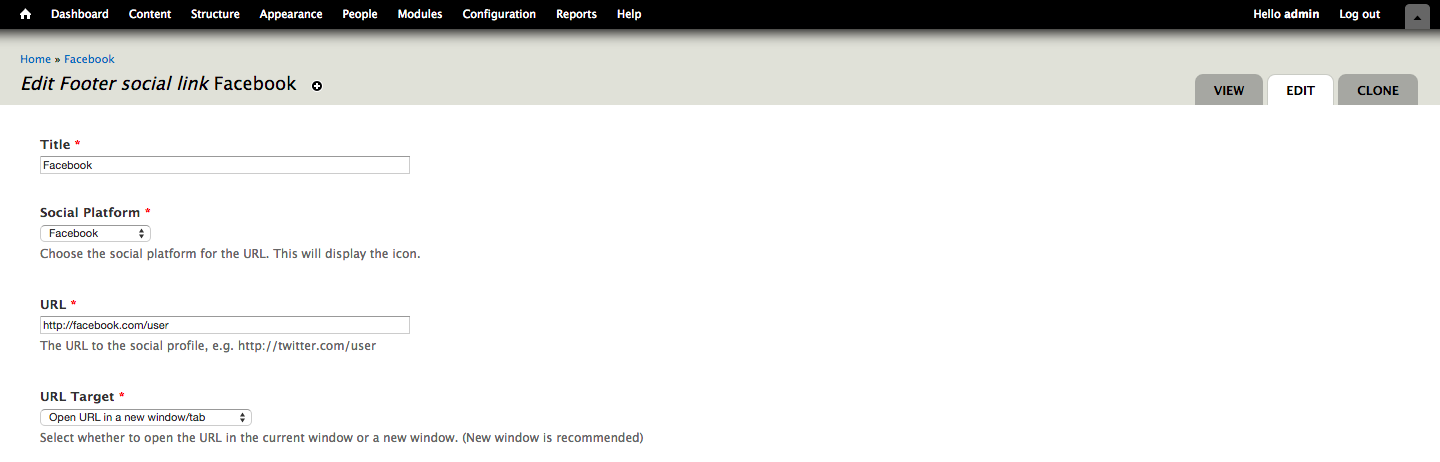 Dashboard Content Structure Appearance People Modules Configuration Reports Help Hello admin Log out
Home » Facebook
Edit Footer social link Facebook
VIEW EDIT CLONE
Title *
Facebook
Social Platform *
Facebook
Choose the social platform for the URL. This will display the icon.
URL *
http://facebook.com/user
The URL to the social profile, e.g. http://twitter.com/user
URL Target *
Open URL in a new window/tab
Select whether to open the URL in the current window or a new window. (New window is recommended)